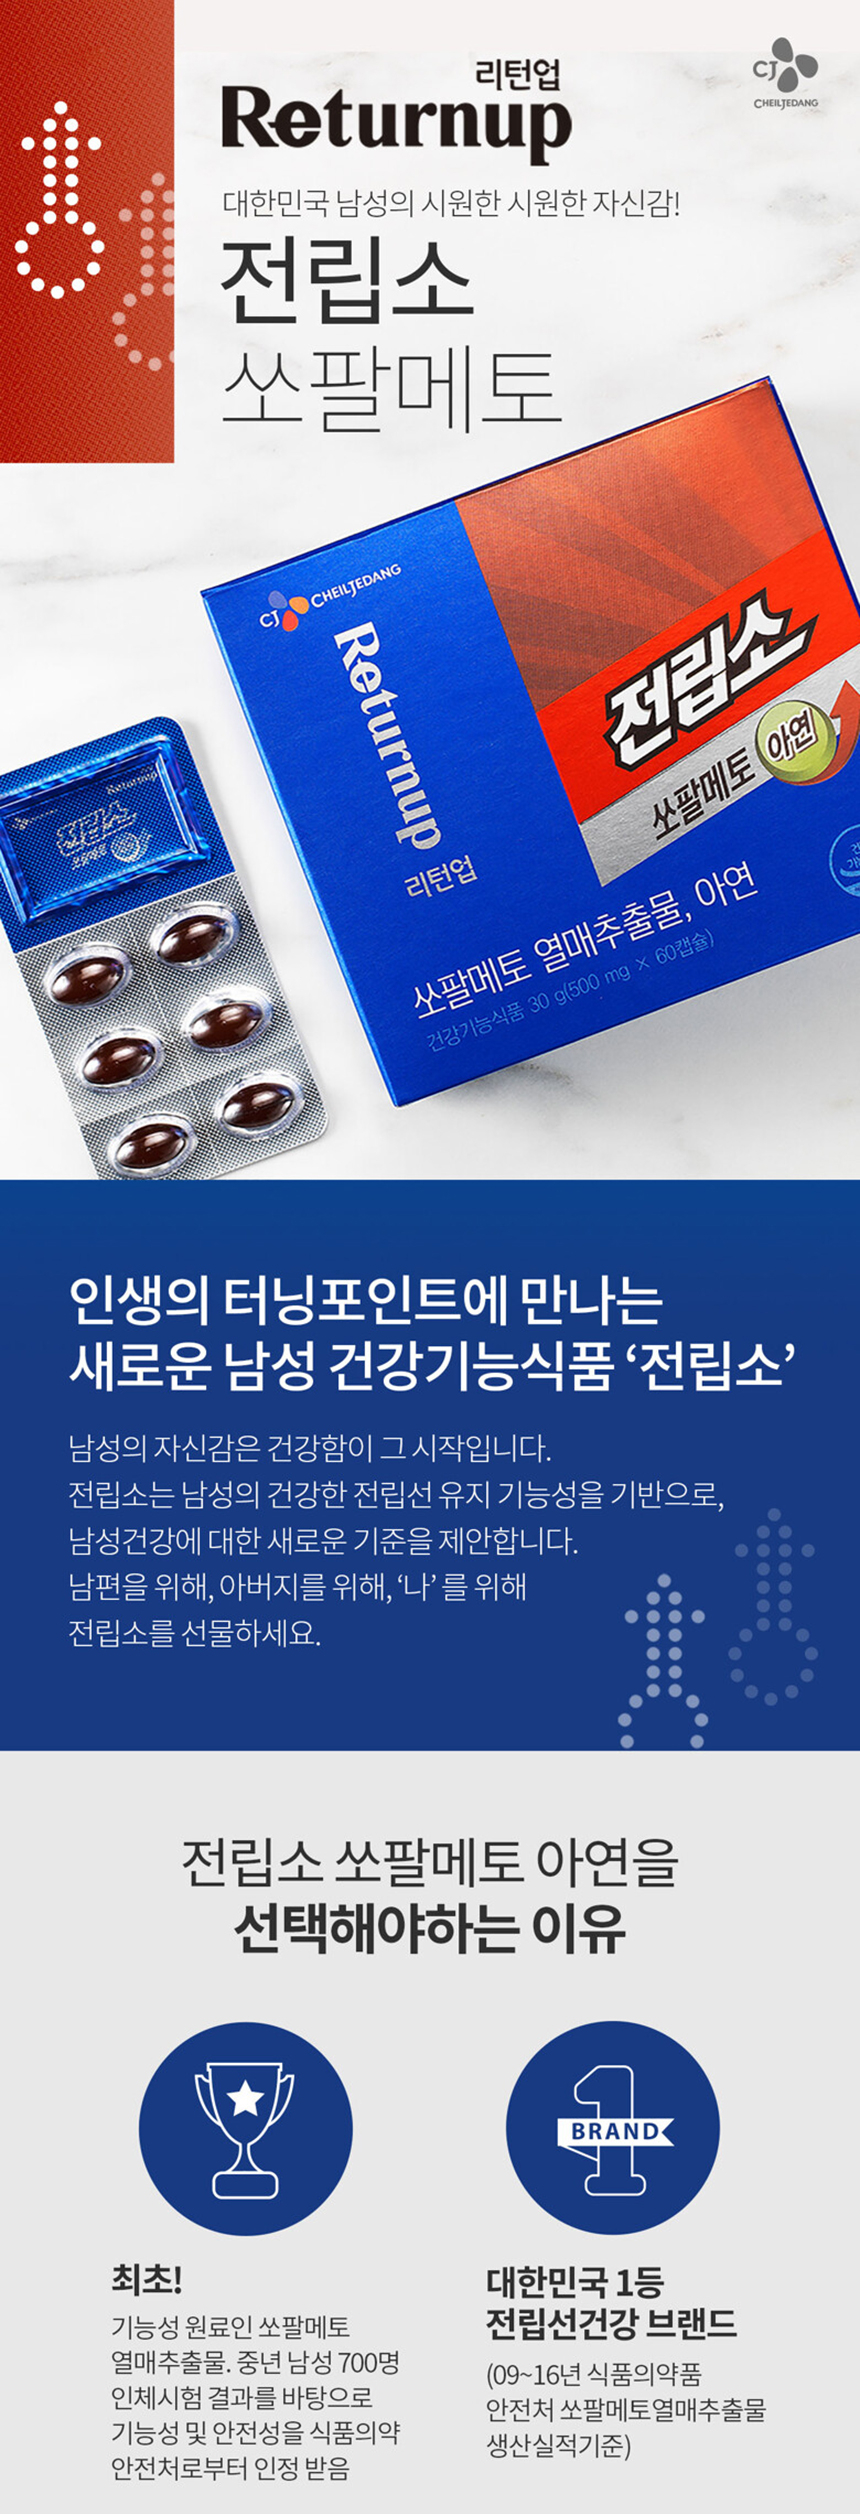 리턴업
Returnup
CJ
CHEILJEDANG
대한민국 남성의 시원한 시원한 자신감!
전립소
쏘팔메토
CJ CHEILJEDANG
Returnup
리턴업
전립소
쏘팔메토 아연
쏘팔메토 열매추출물, 아연
건강기능식품 30 g(500 mg × 60캡슐)
Returnup
전립소
쏘팔메토
인생의 터닝포인트에 만나는
새로운 남성 건강기능식품 ‘전립소’
남성의 자신감은 건강함이 그 시작입니다.
전립소는 남성의 건강한 전립선 유지 기능성을 기반으로,
남성건강에 대한 새로운 기준을 제안합니다.
남편을 위해, 아버지를 위해, ‘나’ 를 위해
전립소를 선물하세요.
전립소 쏘팔메토 아연을
선택해야하는 이유
최초!
기능성 원료인 쏘팔메토
열매추출물. 중년 남성 700명
인체시험 결과를 바탕으로
기능성 및 안전성을 식품의약
안전처로부터 인정 받음
1
BRAND
대한민국 1등
전립선건강 브랜드
(09~16년 식품의약품
안전처 쏘팔메토열매추출물
생산실적기준)